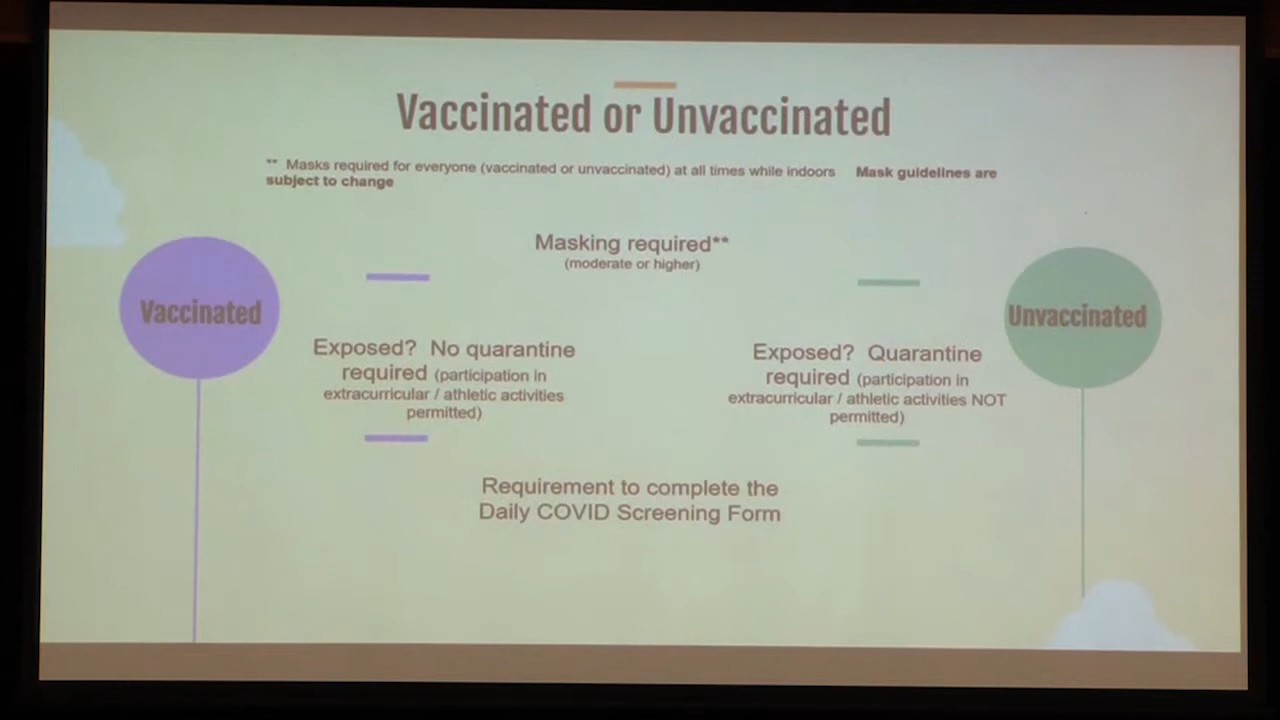 Vaccinated or Unvaccinated
** Masks required for everyone (vaccinated or unvaccinated) at all times while indoors Mask guidelines are
subject to change
Masking required**
(moderate or higher)
Vaccinated
Unvaccinated
Exposed? No quarantine
required (participation in
extracurricular / athletic activities
permitted)
Exposed? Quarantine
required (participation in
extracurricular / athletic activities NOT
permitted)
Requirement to complete the
Daily COVID Screening Form